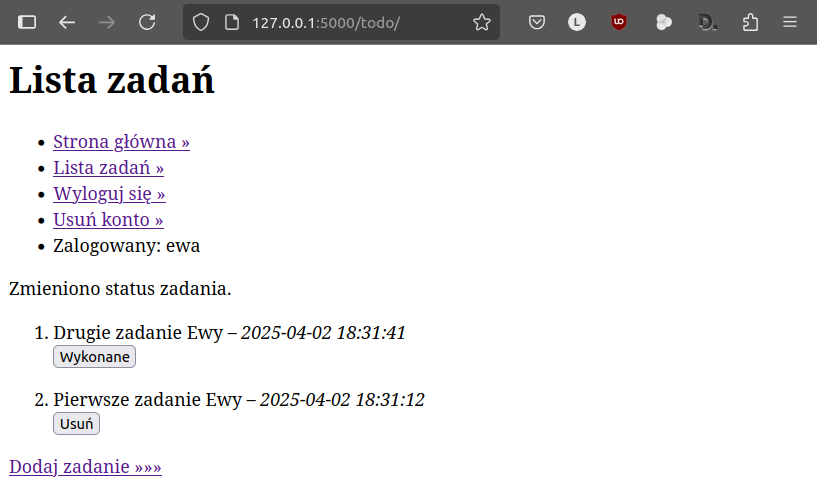 127.0.0.1:5000/todo/
Lista zadań
Strona główna »
Lista zadań »
Wyloguj się »
Usuń konto »
Zalogowany: ewa
Zmieniono status zadania.
1. Drugie zadanie Ewy – 2025-04-02 18:31:41
Wykonane
2. Pierwsze zadanie Ewy – 2025-04-02 18:31:12
Usuń
Dodaj zadanie »»»